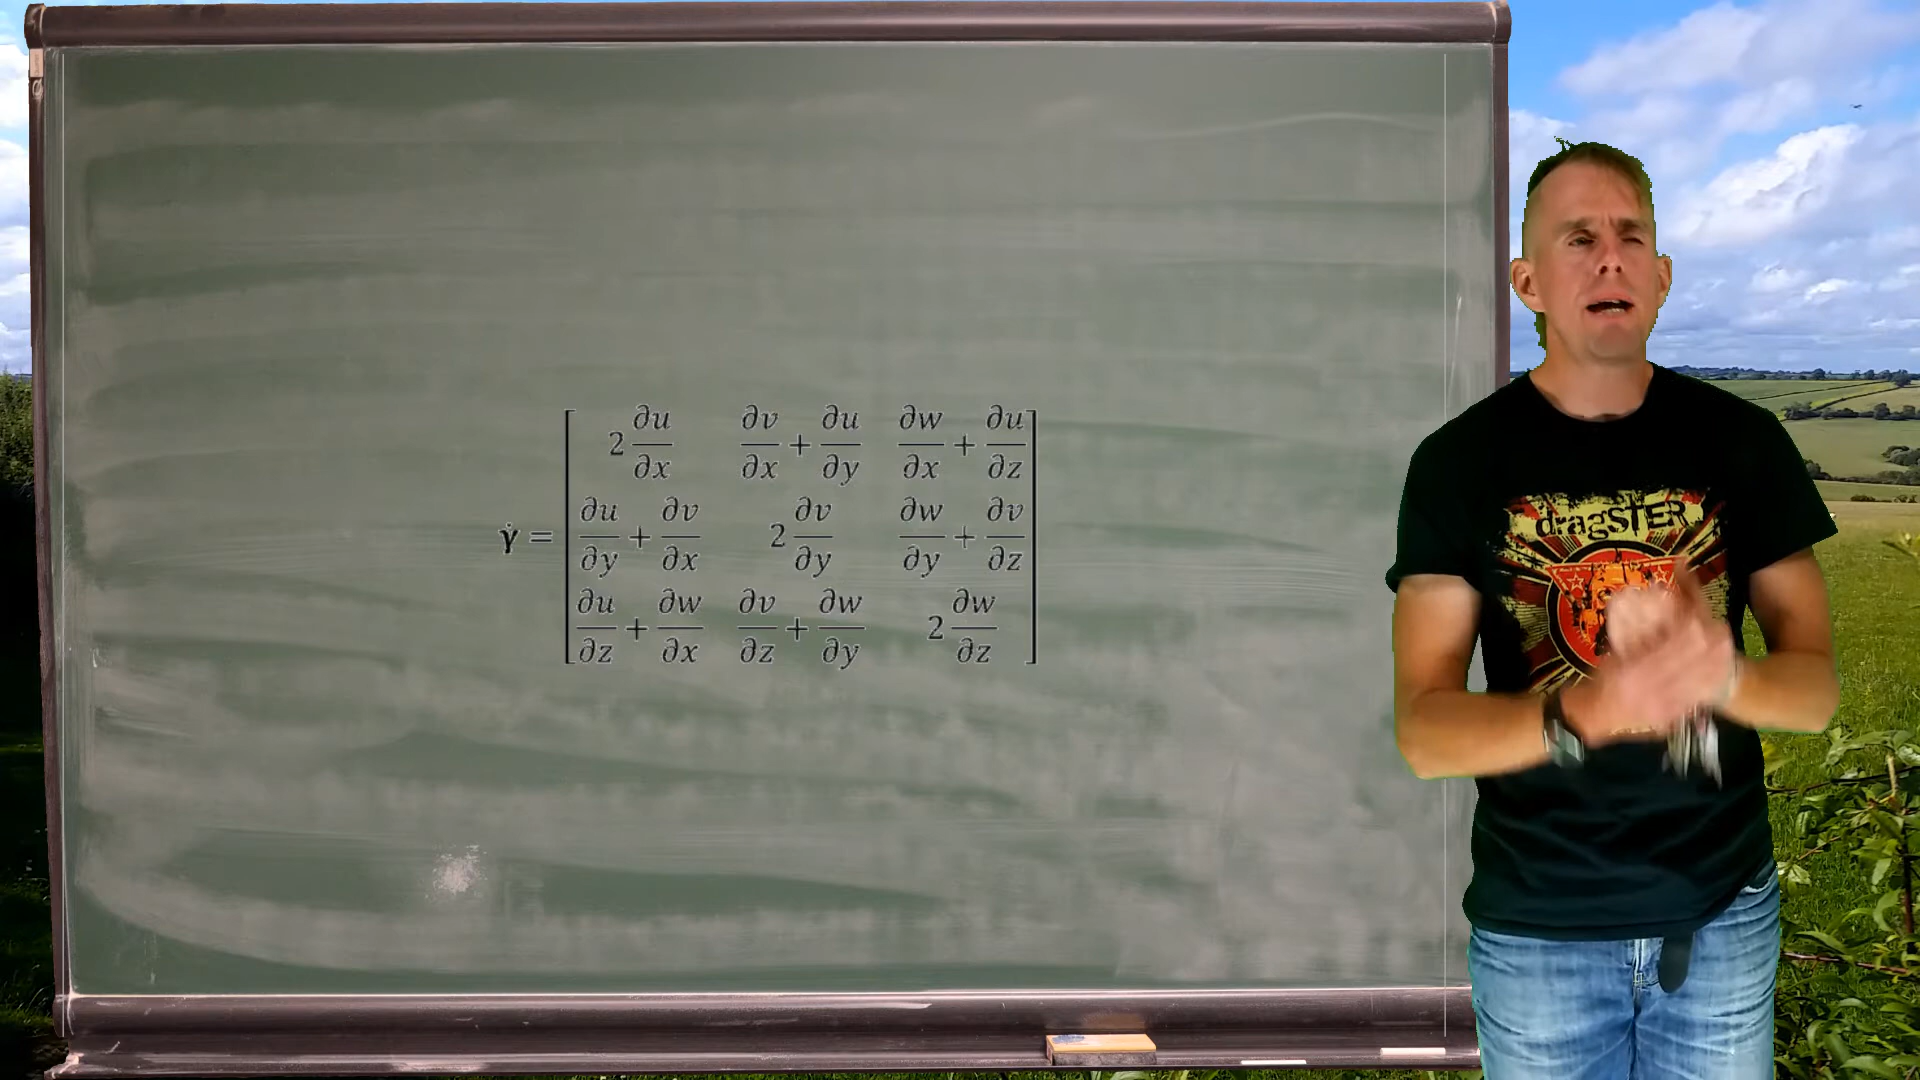 γ̇ = [ 2 ∂u/∂x   ∂v/∂x + ∂u/∂y   ∂w/∂x + ∂u/∂z
∂u/∂y + ∂v/∂x   2 ∂v/∂y   ∂w/∂y + ∂v/∂z
∂u/∂z + ∂w/∂x   ∂v/∂z + ∂w/∂y   2 ∂w/∂z ]
dragSTER